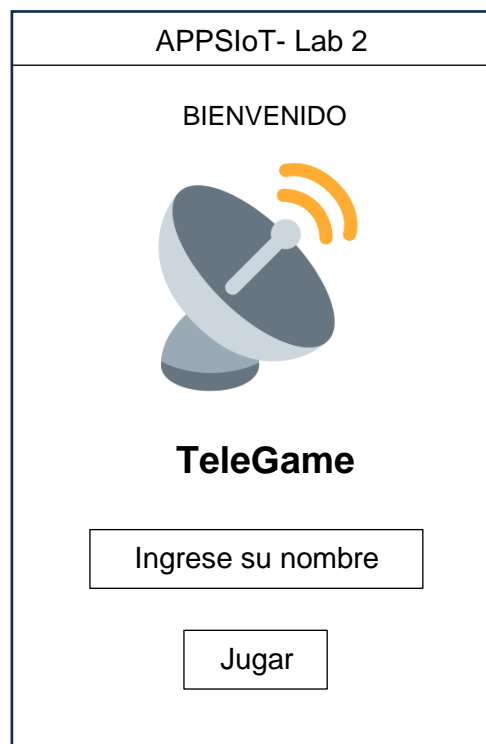 APPSIoT- Lab 2
BIENVENIDO
TeleGame
Ingrese su nombre
Jugar